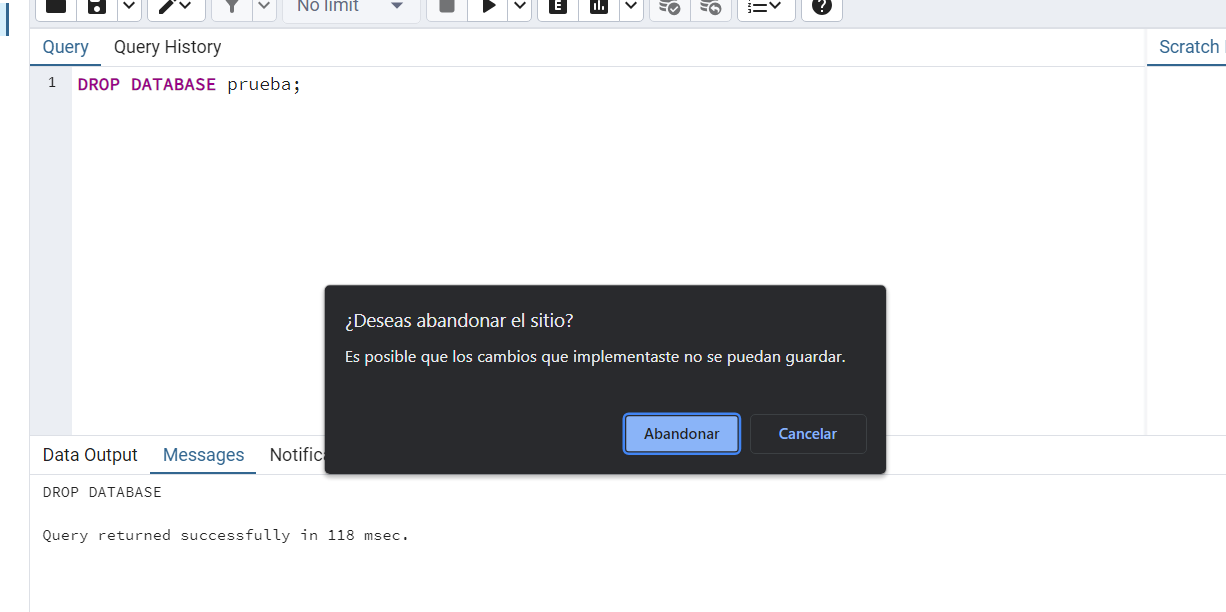 No limit
Query Query History Scratch
1 DROP DATABASE prueba;
¿Deseas abandonar el sitio?
Es posible que los cambios que implementaste no se puedan guardar.
Abandonar Cancelar
Data Output Messages
DROP DATABASE
Query returned successfully in 118 msec.